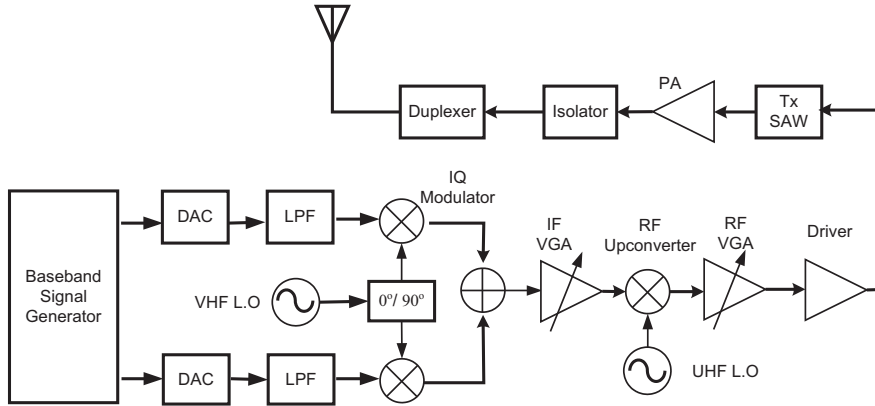 PA
Duplexer
Isolator
Tx
SAW
IQ
Modulator
DAC
LPF
IF
VGA
RF
Upconverter
RF
VGA
Driver
Baseband
Signal
Generator
VHF L.O
0º/ 90º
DAC
LPF
UHF L.O